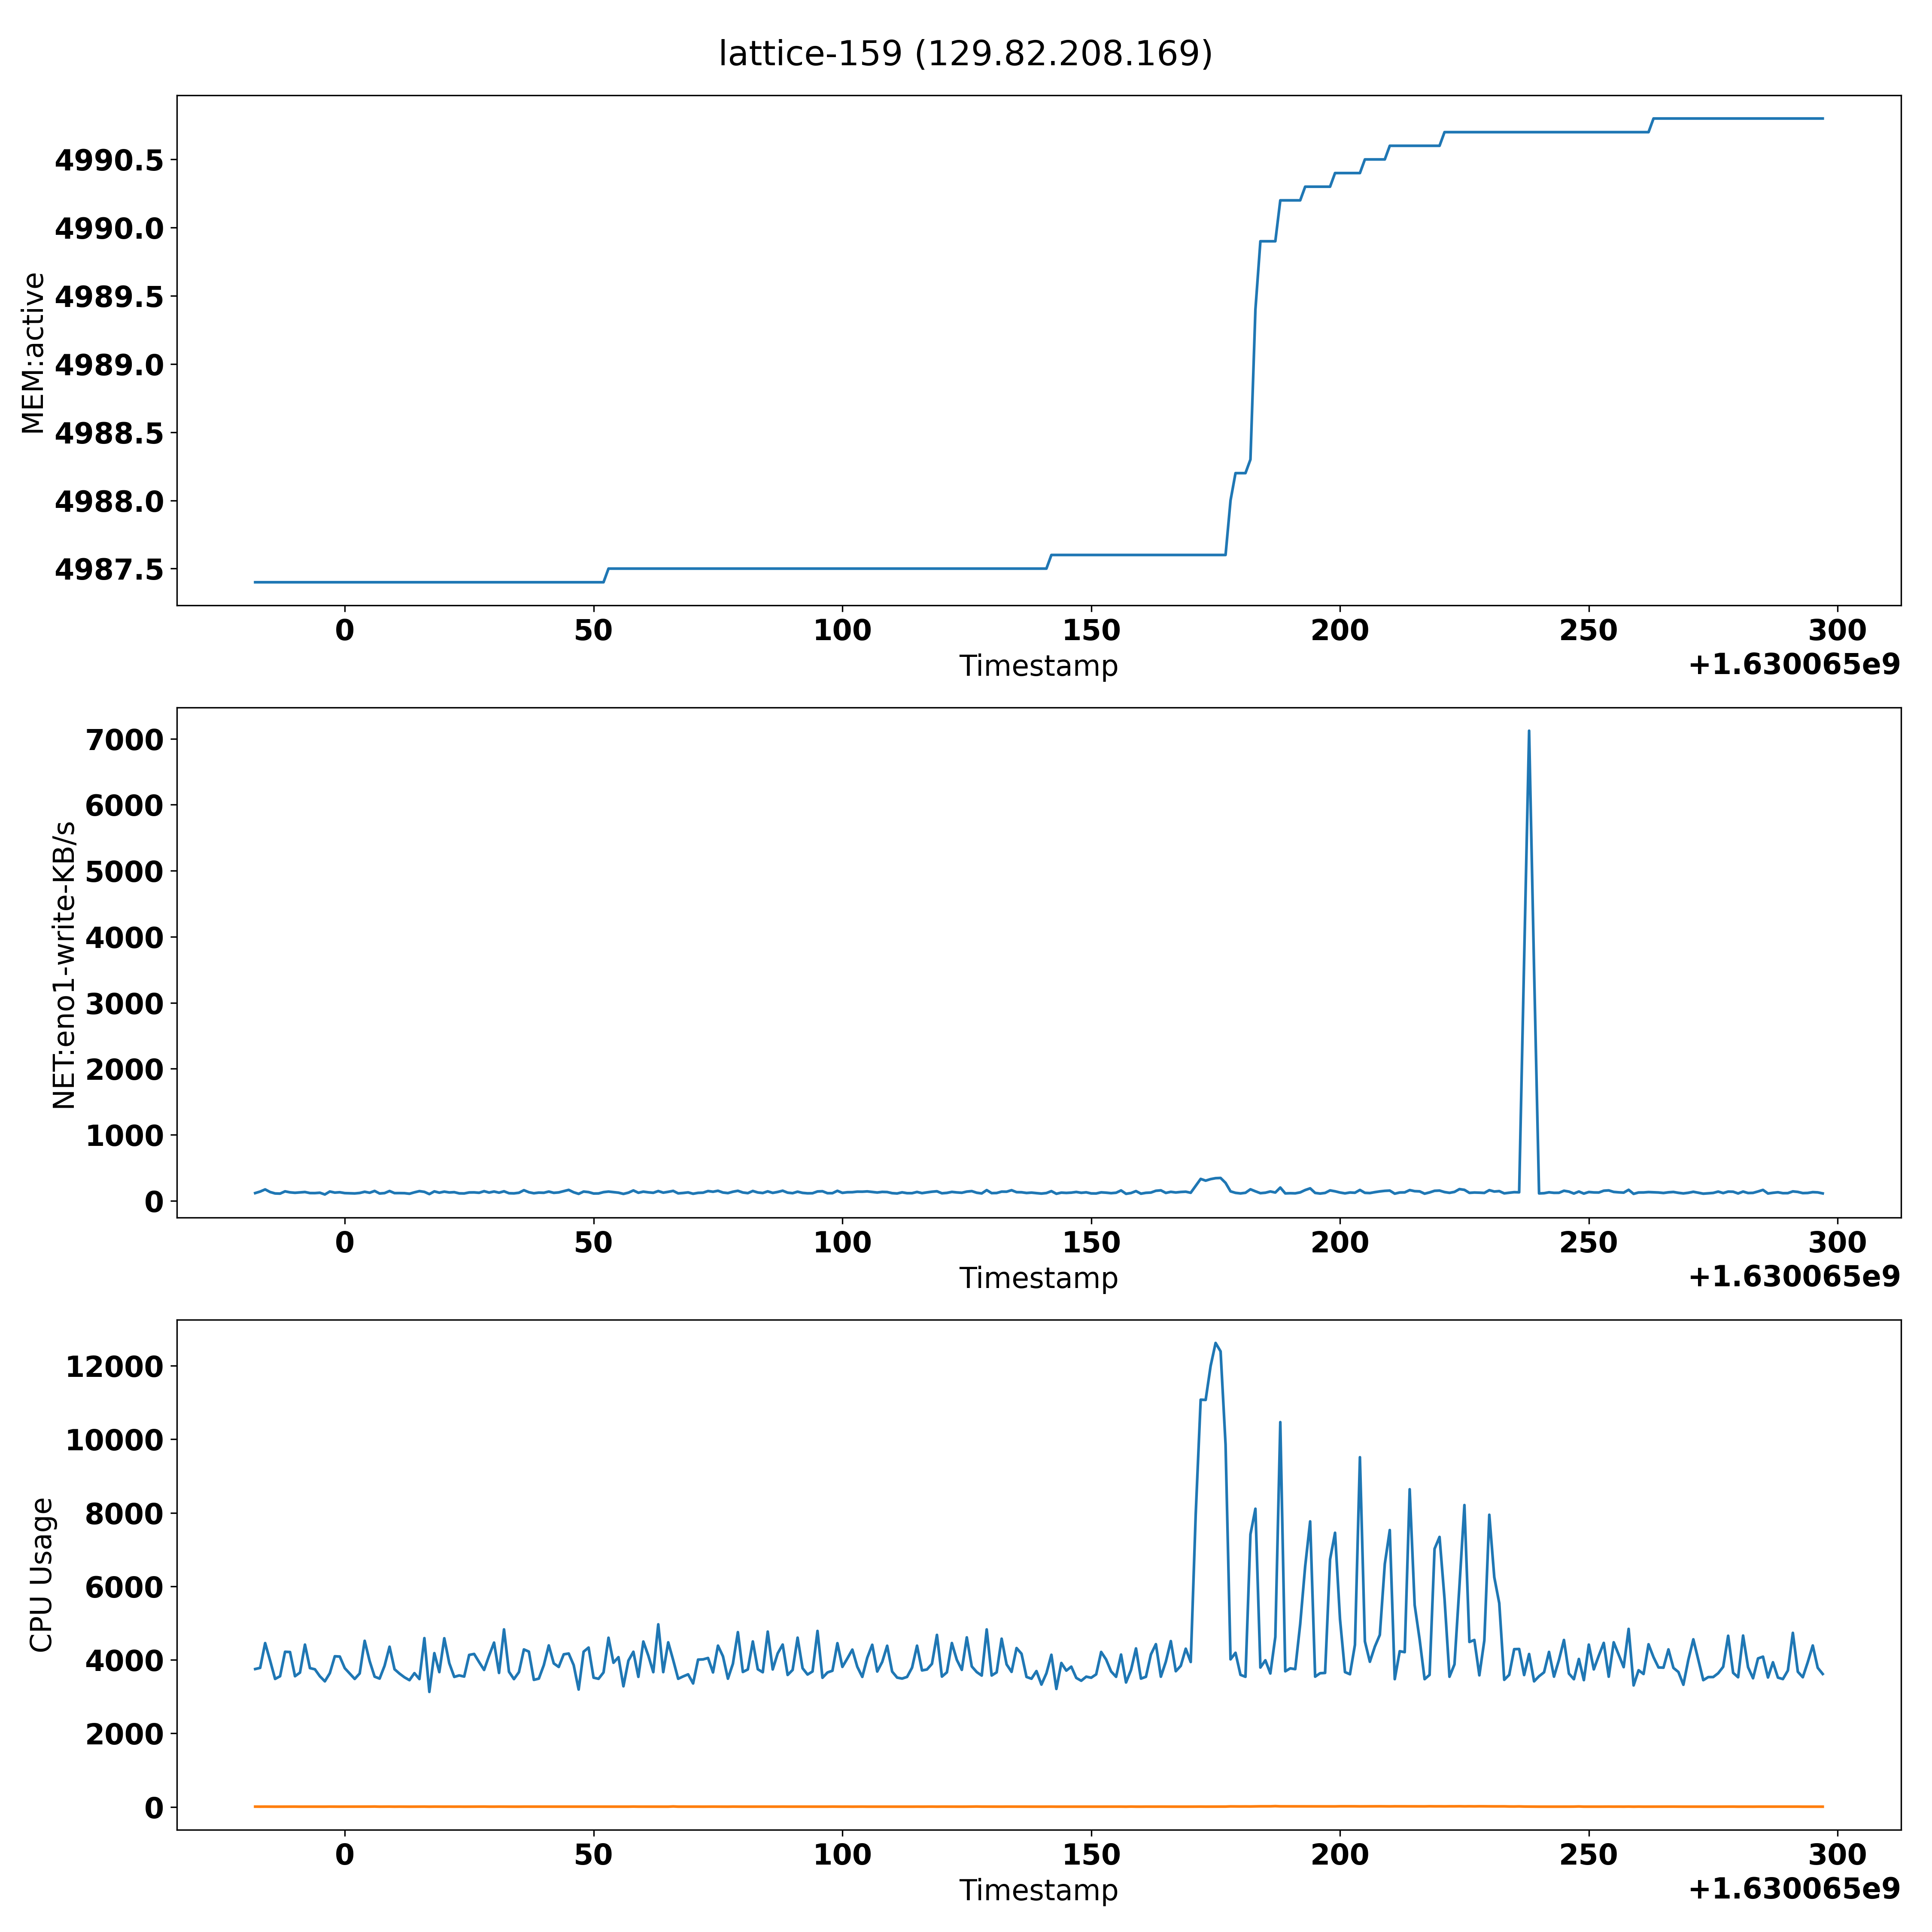 lattice-159 (129.82.208.169)
MEM:active
4990.5
4990.0
4989.5
4989.0
4988.5
4988.0
4987.5
0 50 100 150 200 250 300
Timestamp
+1.630065e9
NET:eno1-write-KB/s
7000
6000
5000
4000
3000
2000
1000
0
0 50 100 150 200 250 300
Timestamp
+1.630065e9
CPU Usage
12000
10000
8000
6000
4000
2000
0
0 50 100 150 200 250 300
Timestamp
+1.630065e9